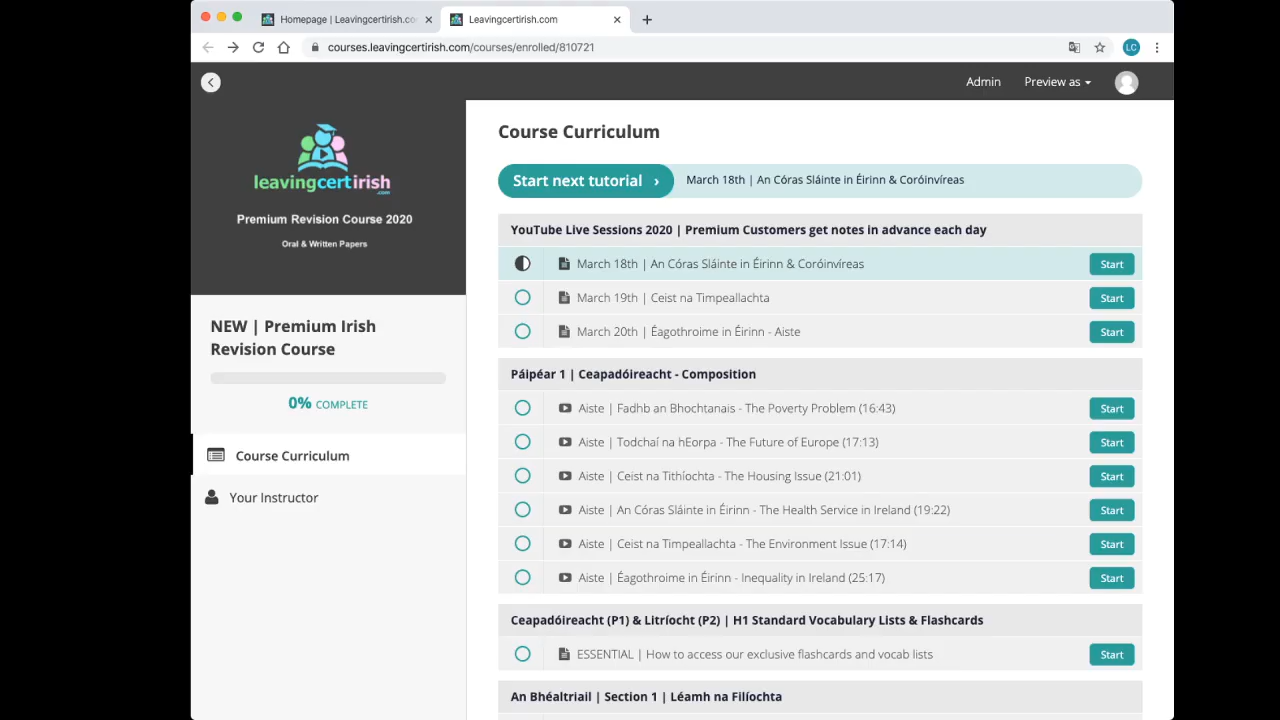 Homepage | Leavingcertirish.co
Leavingcertirish.com
courses.leavingcertirish.com/courses/enrolled/810721
LC
Admin
Preview as
leavingcertirish
.com
Premium Revision Course 2020
Oral & Written Papers
NEW | Premium Irish
Revision Course
0% COMPLETE
Course Curriculum
Your Instructor
Course Curriculum
Start next tutorial › March 18th | An Córas Sláinte in Éirinn & Coróinvíreas
YouTube Live Sessions 2020 | Premium Customers get notes in advance each day
March 18th | An Córas Sláinte in Éirinn & Coróinvíreas Start
March 19th | Ceist na Timpeallachta Start
March 20th | Éagothroime in Éirinn - Aiste Start
Páipéar 1 | Ceapadóireacht - Composition
Aiste | Fadhb an Bhochtanais - The Poverty Problem (16:43) Start
Aiste | Todchaí na hEorpa - The Future of Europe (17:13) Start
Aiste | Ceist na Tithíochta - The Housing Issue (21:01) Start
Aiste | An Córas Sláinte in Éirinn - The Health Service in Ireland (19:22) Start
Aiste | Ceist na Timpeallachta - The Environment Issue (17:14) Start
Aiste | Éagothroime in Éirinn - Inequality in Ireland (25:17) Start
Ceapadóireacht (P1) & Litríocht (P2) | H1 Standard Vocabulary Lists & Flashcards
ESSENTIAL | How to access our exclusive flashcards and vocab lists Start
An Bhéaltriail | Section 1 | Léamh na Filíochta